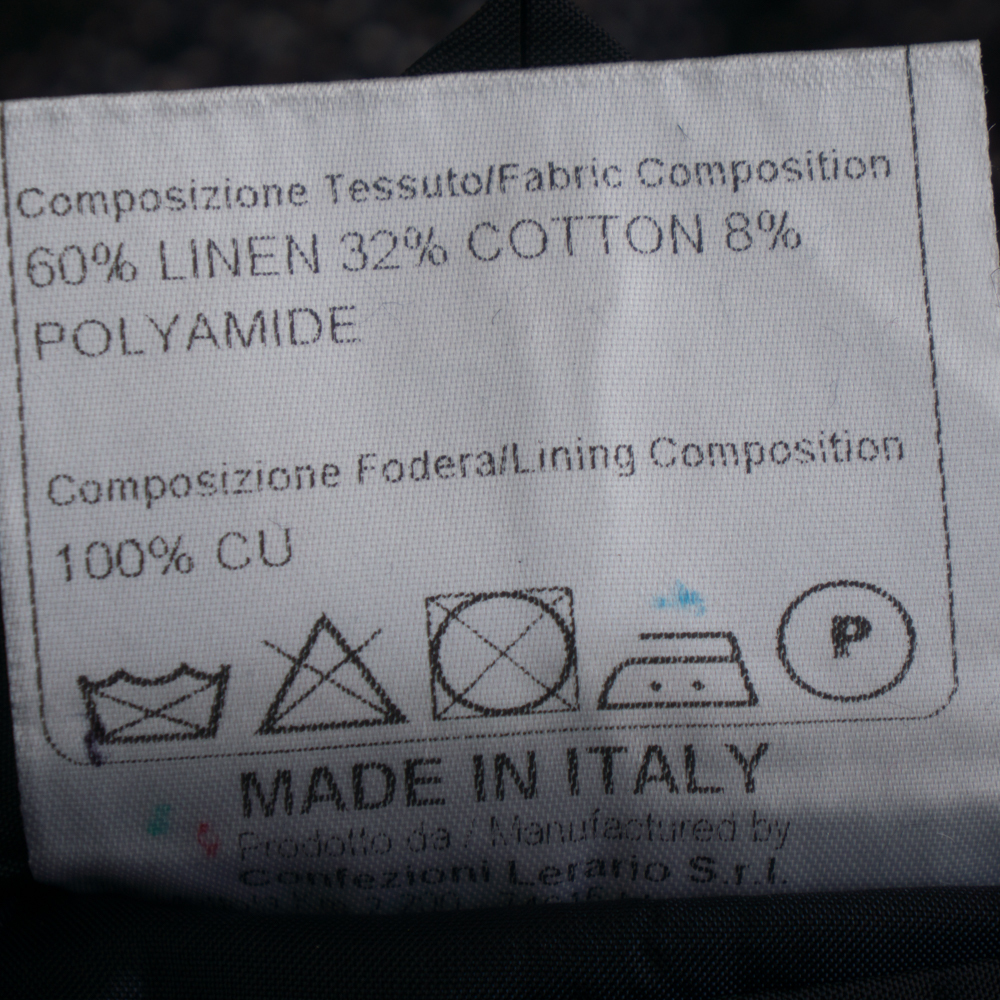 Composizione Tessuto/Fabric Composition
60% LINEN 32% COTTON 8%
POLYAMIDE
Composizione Fodera/Lining Composition
100% CU
P
MADE IN ITALY
Prodotto da / Manufactured by
Confezioni Lerario S.r.l.